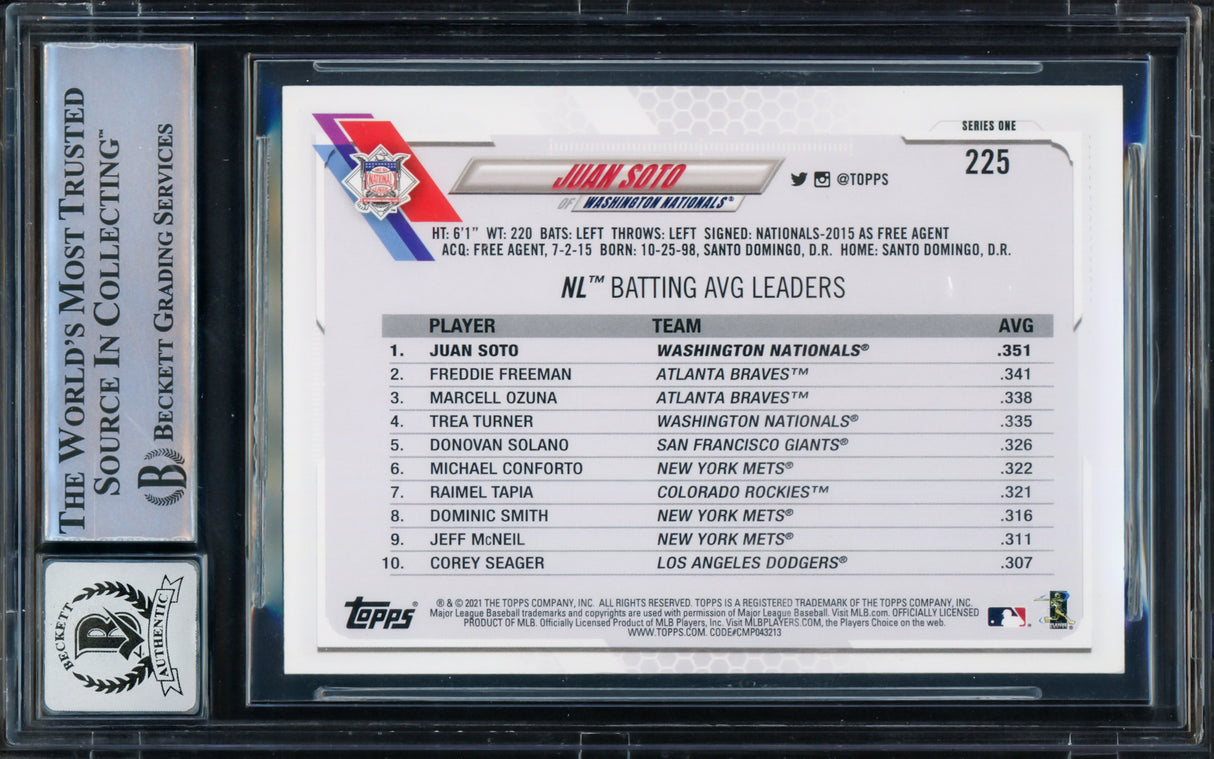 THE WORLD'S MOST TRUSTED
SOURCE IN COLLECTING™
BECKETT GRADING SERVICES
B
BECKETT
B
AUTHENTIC
SERIES ONE
225
NATIONAL
JUAN SOTO
OF WASHINGTON NATIONALS®
@TOPPS
HT: 6'1" WT: 220 BATS: LEFT THROWS: LEFT SIGNED: NATIONALS-2015 AS FREE AGENT
ACQ: FREE AGENT, 7-2-15 BORN: 10-25-98, SANTO DOMINGO, D.R. HOME: SANTO DOMINGO, D.R.
NL™ BATTING AVG LEADERS
PLAYER TEAM AVG
1. JUAN SOTO WASHINGTON NATIONALS® .351
2. FREDDIE FREEMAN ATLANTA BRAVES™ .341
3. MARCELL OZUNA ATLANTA BRAVES™ .338
4. TREA TURNER WASHINGTON NATIONALS® .335
5. DONOVAN SOLANO SAN FRANCISCO GIANTS® .326
6. MICHAEL CONFORTO NEW YORK METS® .322
7. RAIMEL TAPIA COLORADO ROCKIES™ .321
8. DOMINIC SMITH NEW YORK METS® .316
9. JEFF McNEIL NEW YORK METS® .311
10. COREY SEAGER LOS ANGELES DODGERS® .307
topps®
® & © 2021 THE TOPPS COMPANY, INC. ALL RIGHTS RESERVED. TOPPS IS A REGISTERED TRADEMARK OF THE TOPPS COMPANY, INC.
Major League Baseball trademarks and copyrights are used with permission of Major League Baseball. Visit MLB.com. OFFICIALLY LICENSED
PRODUCT OF MLB. Officially Licensed Product of MLB Players, Inc. Visit MLBPLAYERS.COM, the Players Choice on the web.
WWW.TOPPS.COM. CODE#CMP043213